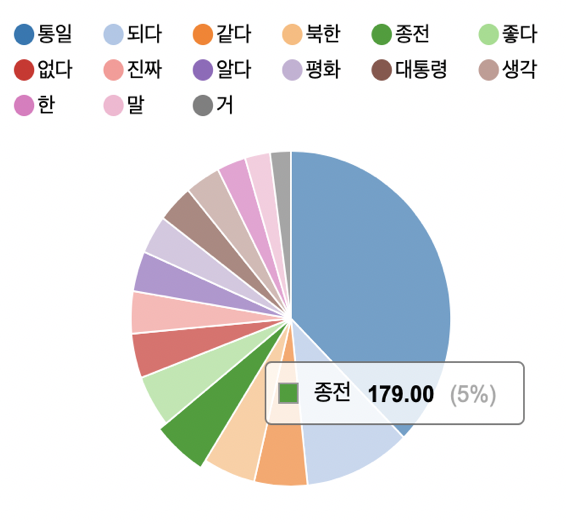 통일 되다 같다 북한 종전 좋다
없다 진짜 알다 평화 대통령 생각
한 말 거
종전 179.00 (5%)